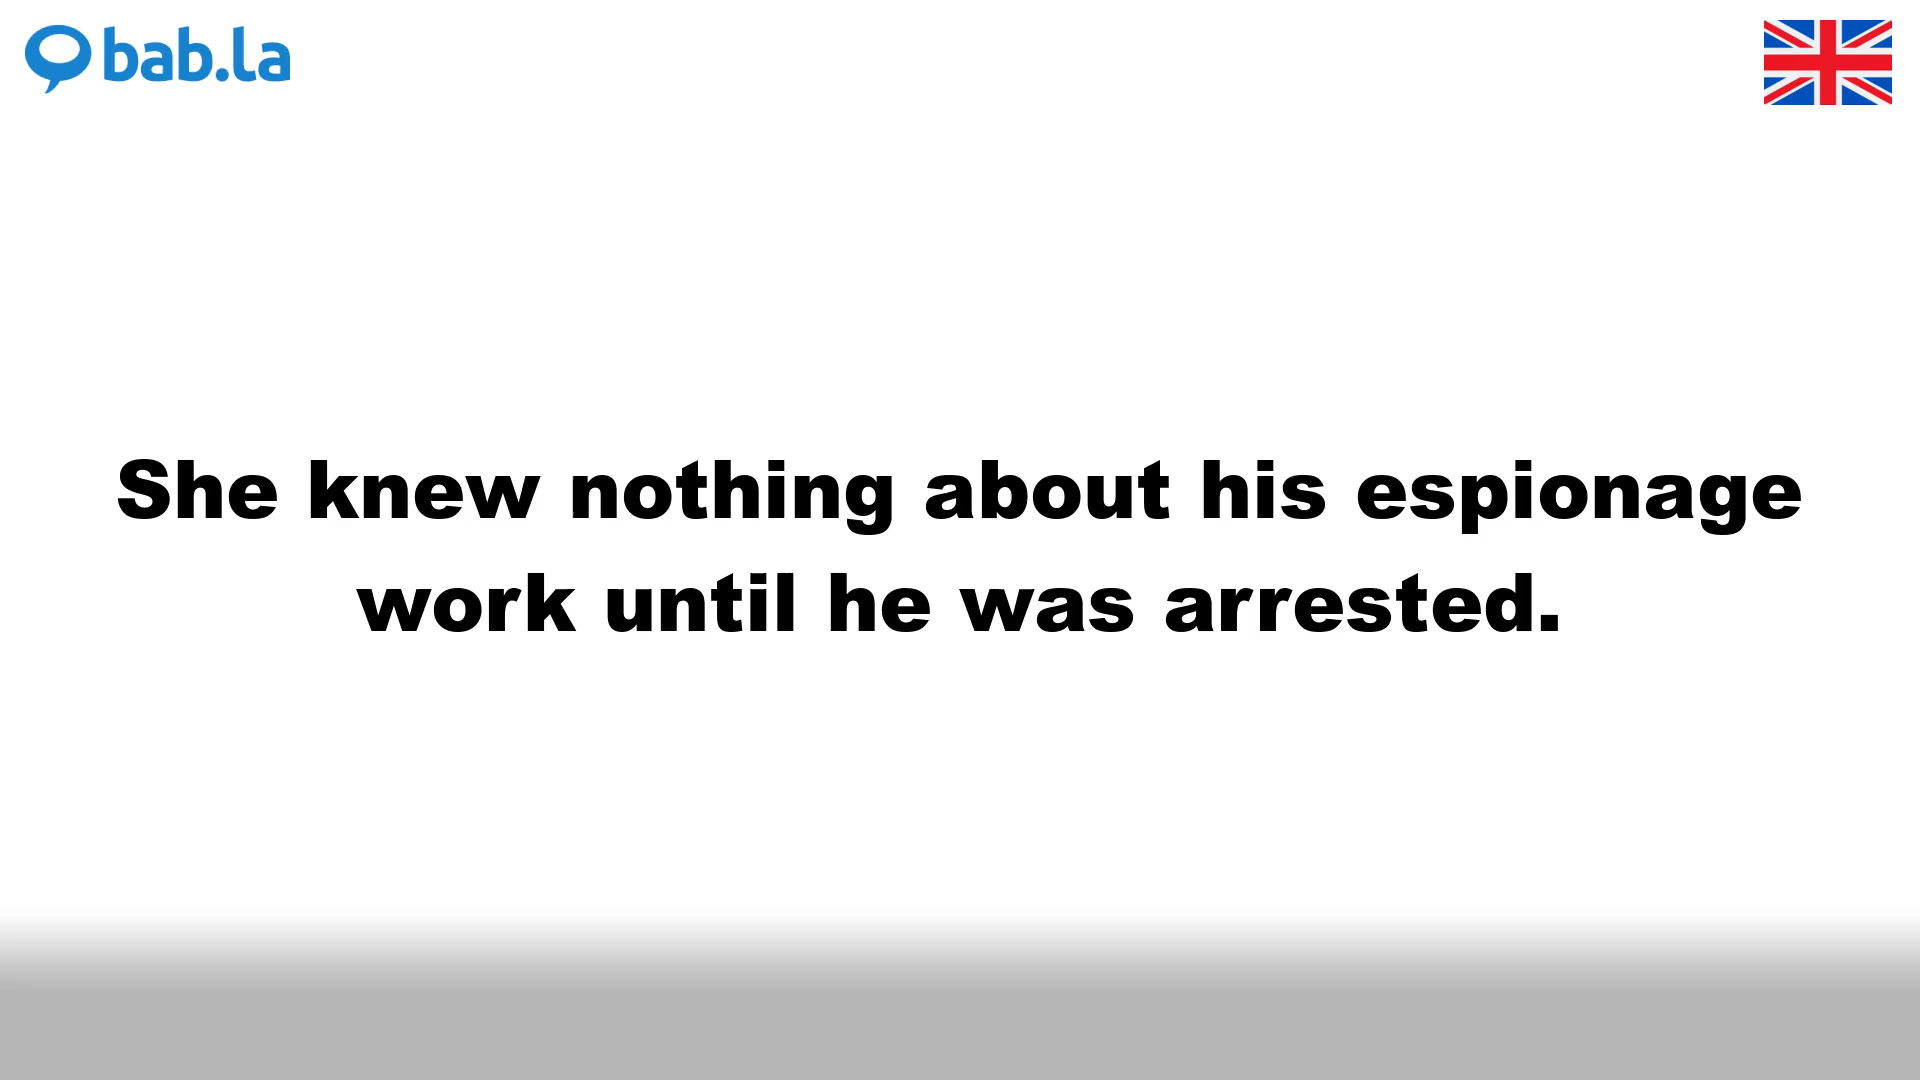 bab.la
She knew nothing about his espionage
work until he was arrested.